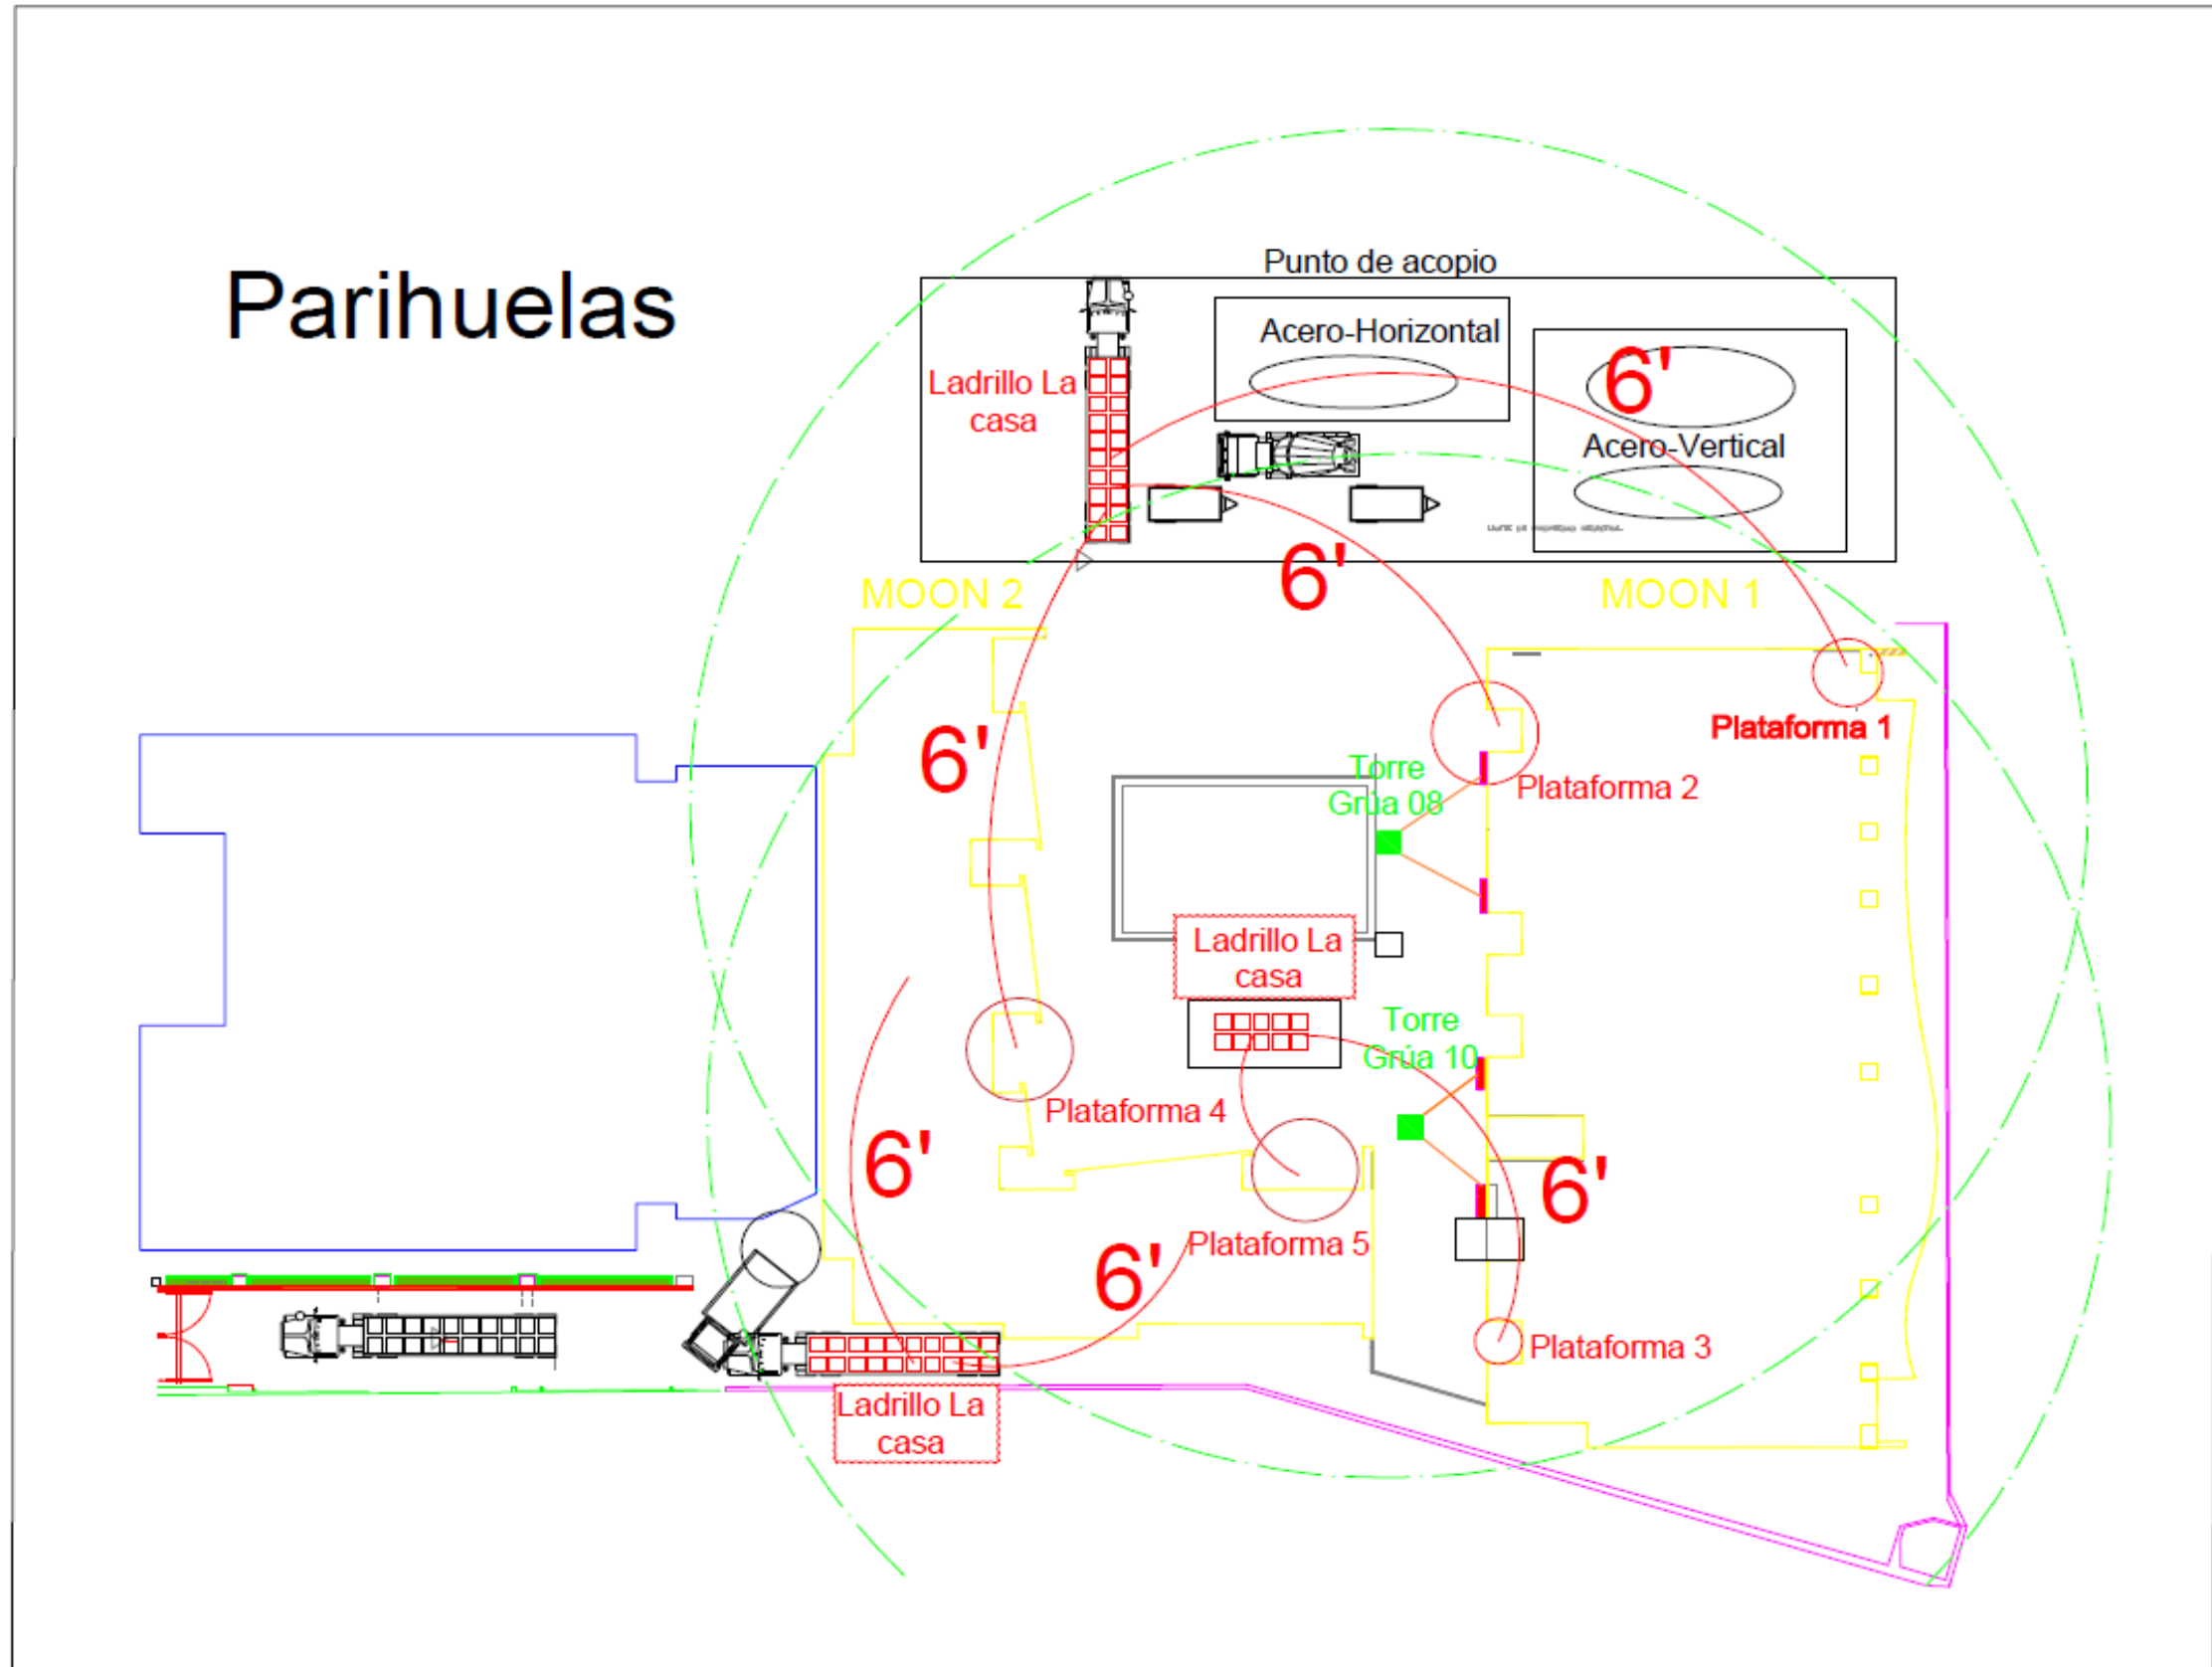 Parihuelas
Punto de acopio
Acero-Horizontal
6'
Ladrillo La
casa
Acero-Vertical
6'
MOON 2
MOON 1
Plataforma 1
6'
Torre
Grúa 08
Plataforma 2
Ladrillo La
casa
Torre
Grúa 10
Plataforma 4
6'
6'
Plataforma 5
6'
Plataforma 3
Ladrillo La
casa